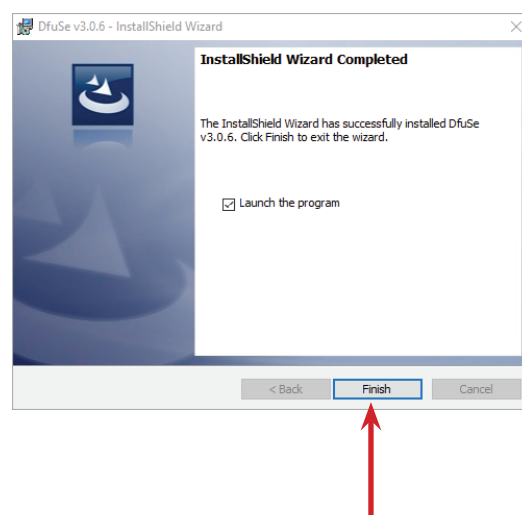 DfuSe v3.0.6 - InstallShield Wizard
InstallShield Wizard Completed
The InstallShield Wizard has successfully installed DfuSe
v3.0.6. Click Finish to exit the wizard.
Launch the program
< Back
Finish
Cancel